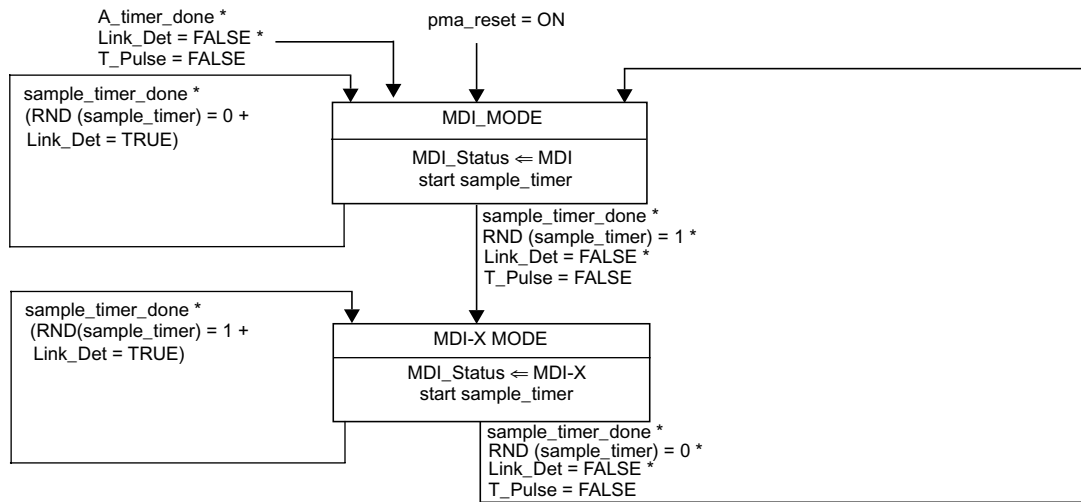 A_timer_done *
Link_Det = FALSE *
T_Pulse = FALSE
pma_reset = ON
sample_timer_done *
(RND (sample_timer) = 0 +
Link_Det = TRUE)
MDI_MODE
MDI_Status ⇐ MDI
start sample_timer
sample_timer_done *
RND (sample_timer) = 1 *
Link_Det = FALSE *
T_Pulse = FALSE
sample_timer_done *
(RND(sample_timer) = 1 +
Link_Det = TRUE)
MDI-X MODE
MDI_Status ⇐ MDI-X
start sample_timer
sample_timer_done *
RND (sample_timer) = 0 *
Link_Det = FALSE *
T_Pulse = FALSE